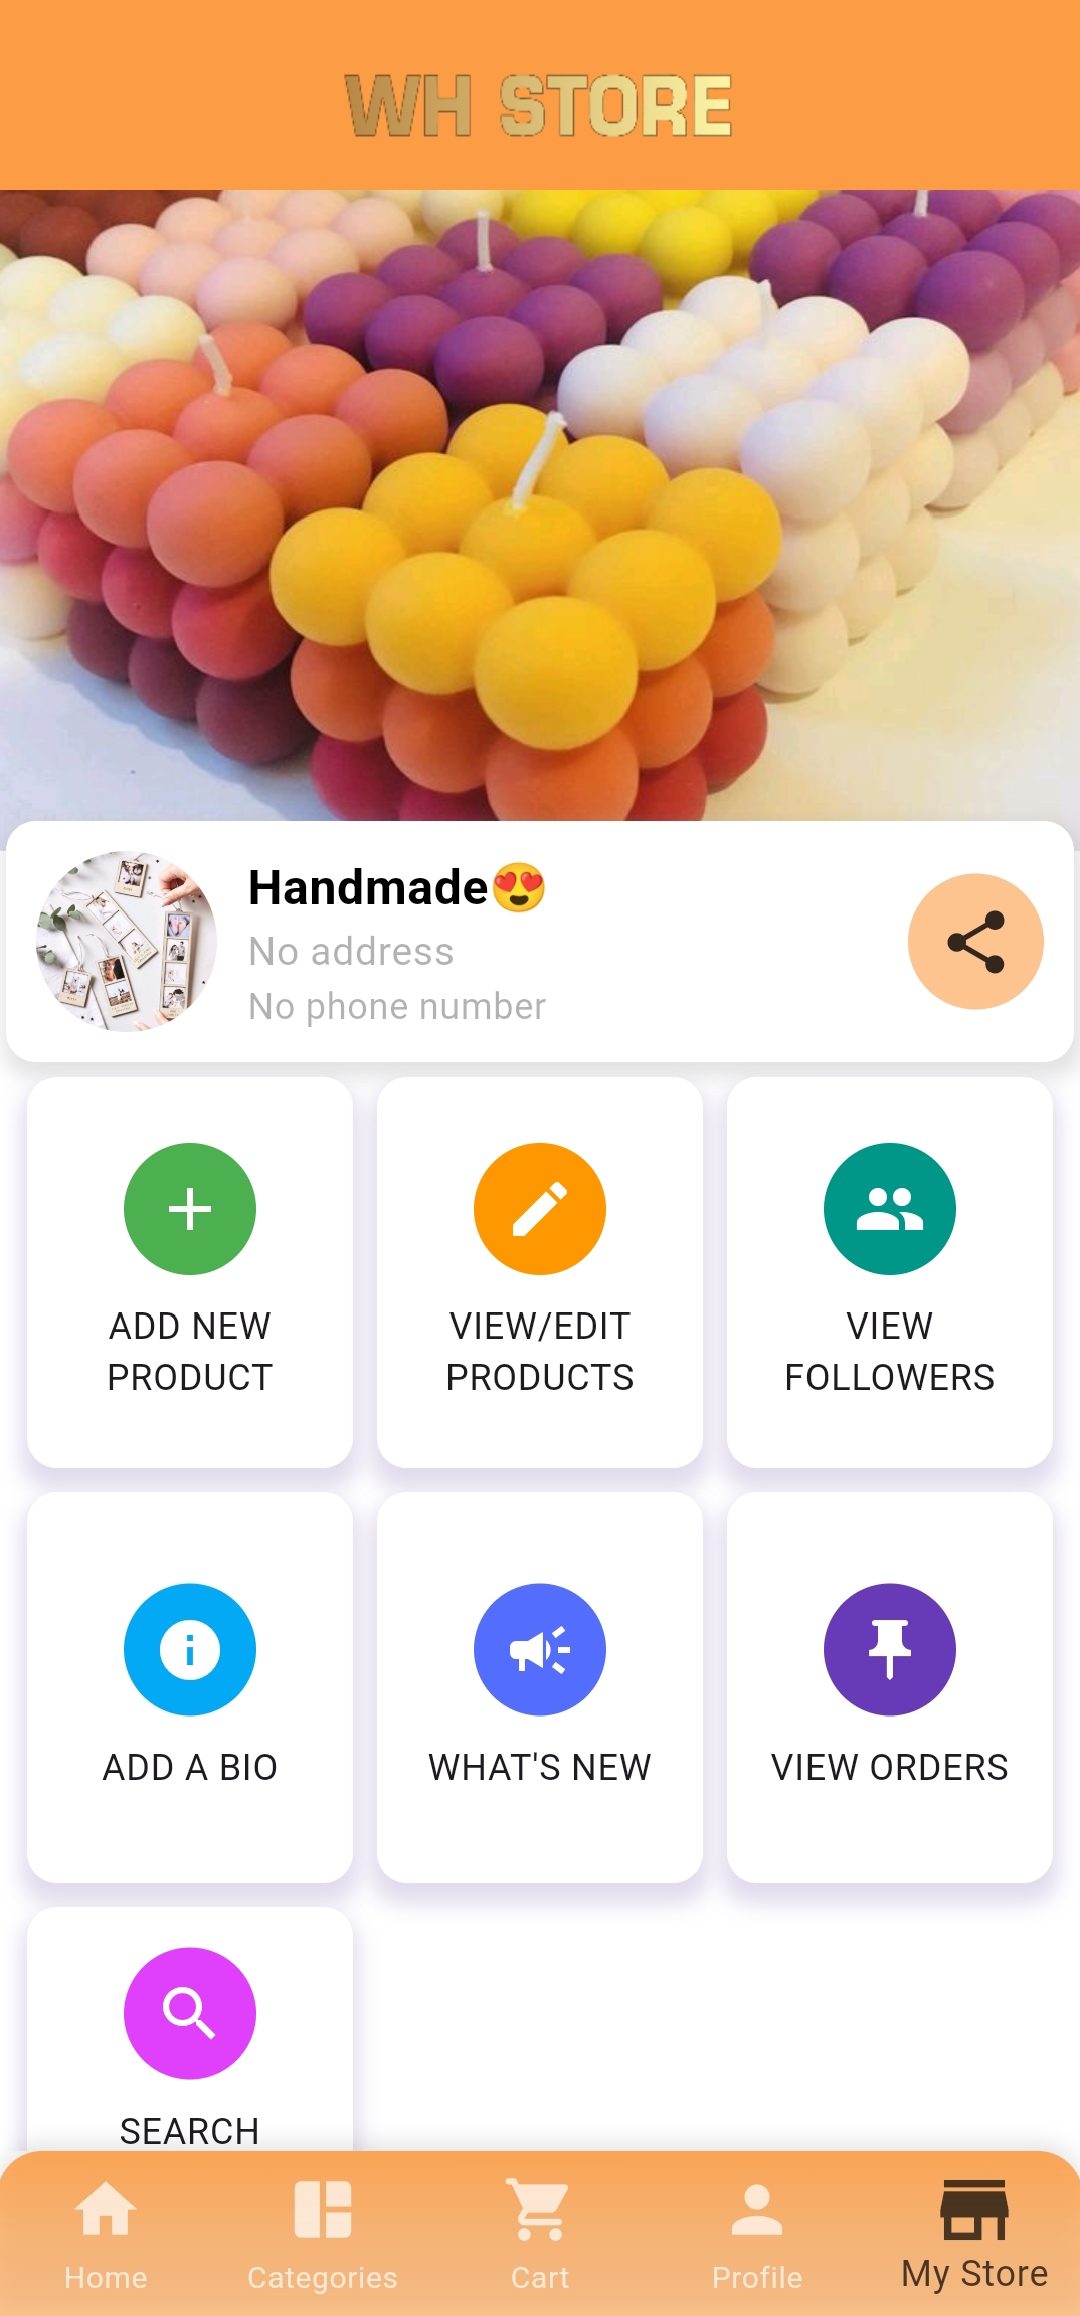 WH STORE
Handmade😍
No address
No phone number
ADD NEW
PRODUCT
VIEW/EDIT
PRODUCTS
VIEW
FOLLOWERS
ADD A BIO
WHAT'S NEW
VIEW ORDERS
SEARCH
Home
Categories
Cart
Profile
My Store